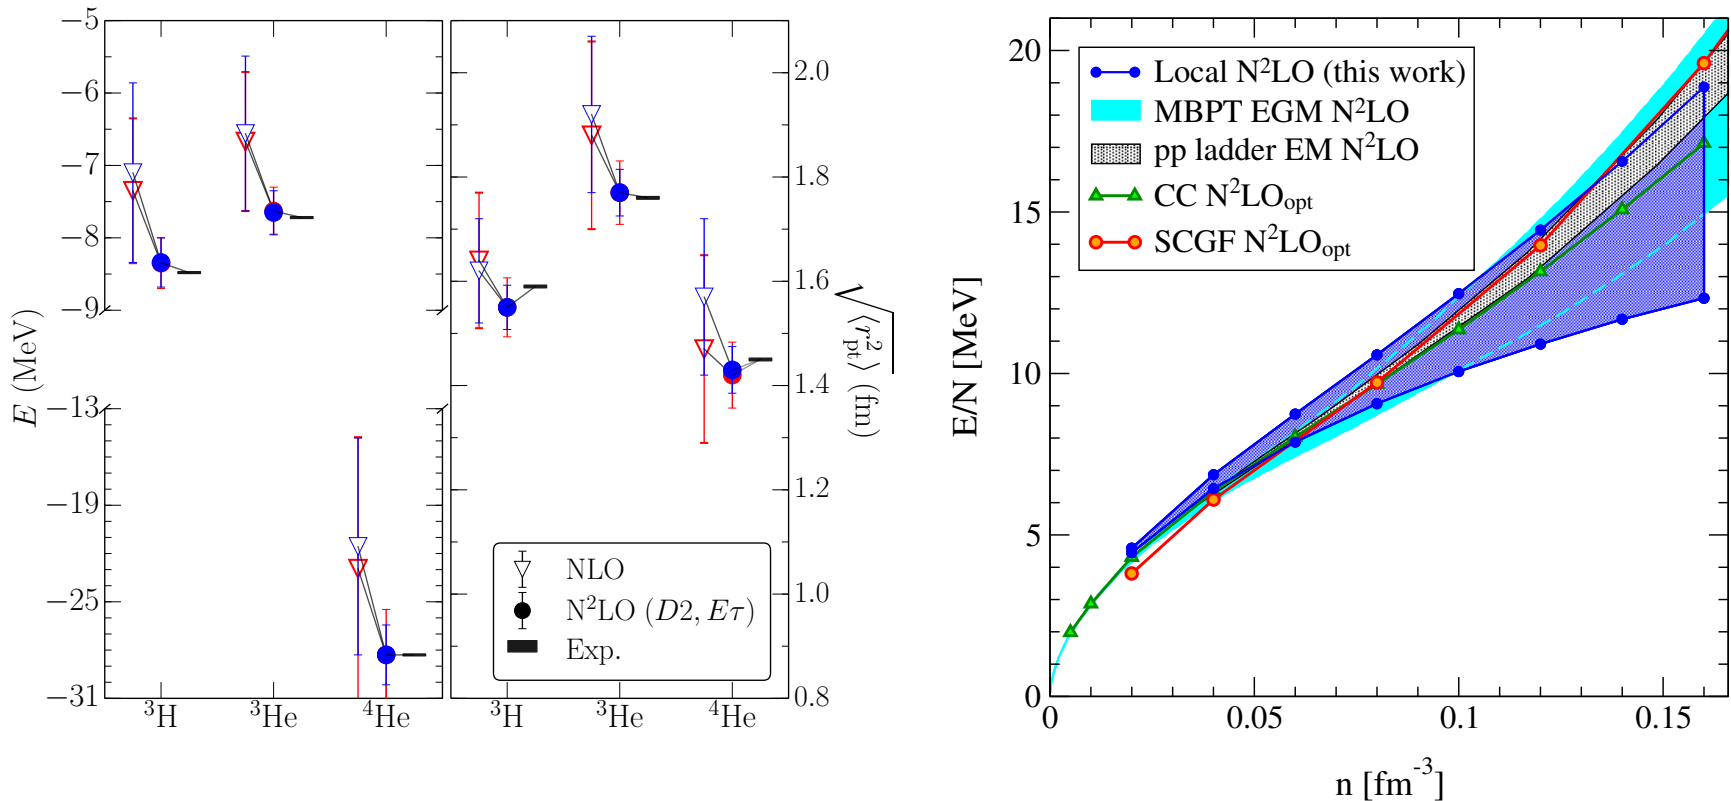 E (MeV)
−5
−6
−7
−8
−9
−13
−19
−25
−31
³H
³He
⁴He
NLO
N²LO (D2, Eτ)
Exp.
³H
³He
⁴He
2.0
1.8
1.6
1.4
1.2
1.0
0.8
√⟨r²pt⟩ (fm)
E/N [MeV]
20
15
10
5
0
Local N²LO (this work)
MBPT EGM N²LO
pp ladder EM N²LO
CC N²LOopt
SCGF N²LOopt
0
0.05
0.1
0.15
n [fm⁻³]